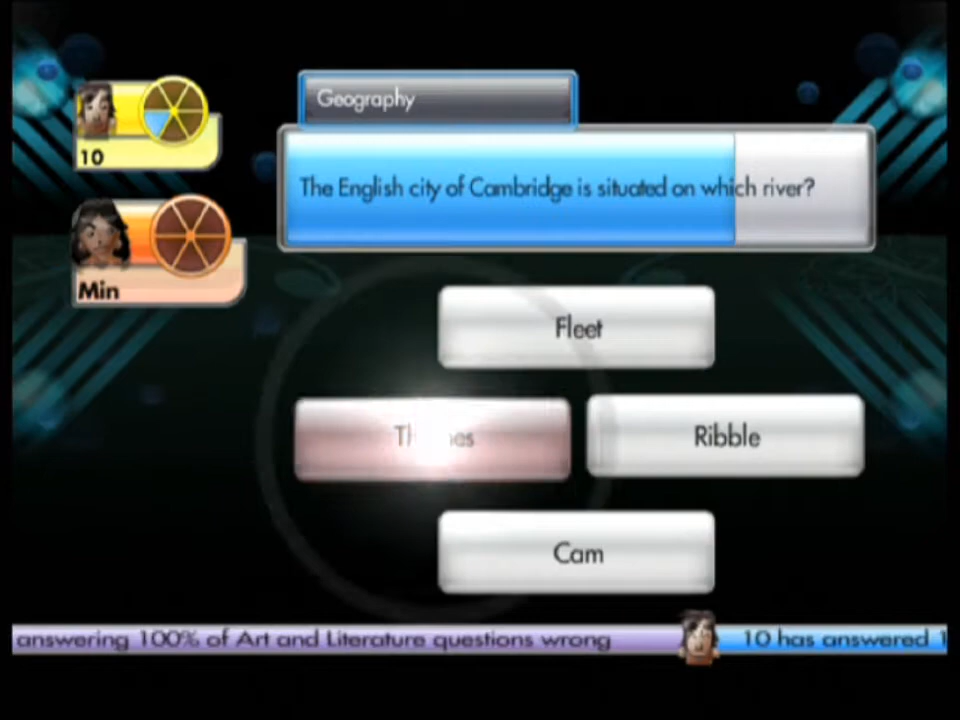 Geography
10
The English city of Cambridge is situated on which river?
Min
Fleet
Ribble
Cam
answering 100% of Art and Literature questions wrong
10 has answered